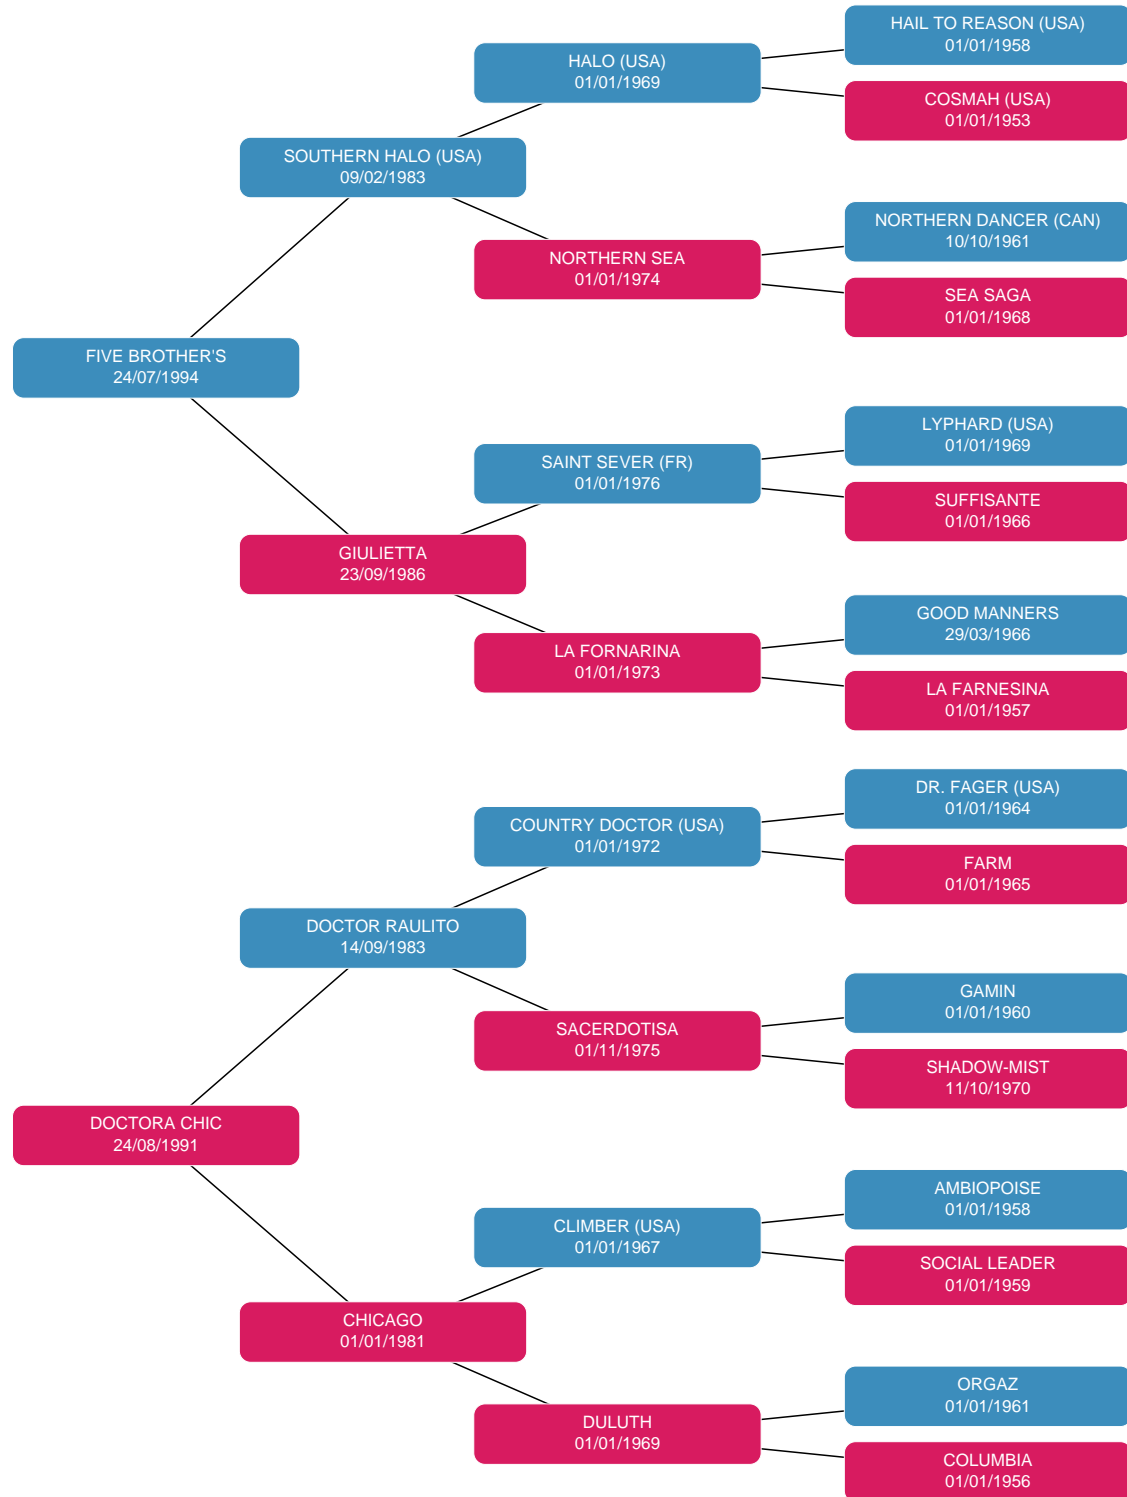 HAIL TO REASON (USA)
01/01/1958
HALO (USA)
01/01/1969
COSMAH (USA)
01/01/1953
SOUTHERN HALO (USA)
09/02/1983
NORTHERN DANCER (CAN)
10/10/1961
NORTHERN SEA
01/01/1974
SEA SAGA
01/01/1968
FIVE BROTHER'S
24/07/1994
LYPHARD (USA)
01/01/1969
SAINT SEVER (FR)
01/01/1976
SUFFISANTE
01/01/1966
GIULIETTA
23/09/1986
GOOD MANNERS
29/03/1966
LA FORNARINA
01/01/1973
LA FARNESINA
01/01/1957
DR. FAGER (USA)
01/01/1964
COUNTRY DOCTOR (USA)
01/01/1972
FARM
01/01/1965
DOCTOR RAULITO
14/09/1983
GAMIN
01/01/1960
SACERDOTISA
01/11/1975
SHADOW-MIST
11/10/1970
DOCTORA CHIC
24/08/1991
AMBIOPOISE
01/01/1958
CLIMBER (USA)
01/01/1967
SOCIAL LEADER
01/01/1959
CHICAGO
01/01/1981
ORGAZ
01/01/1961
DULUTH
01/01/1969
COLUMBIA
01/01/1956